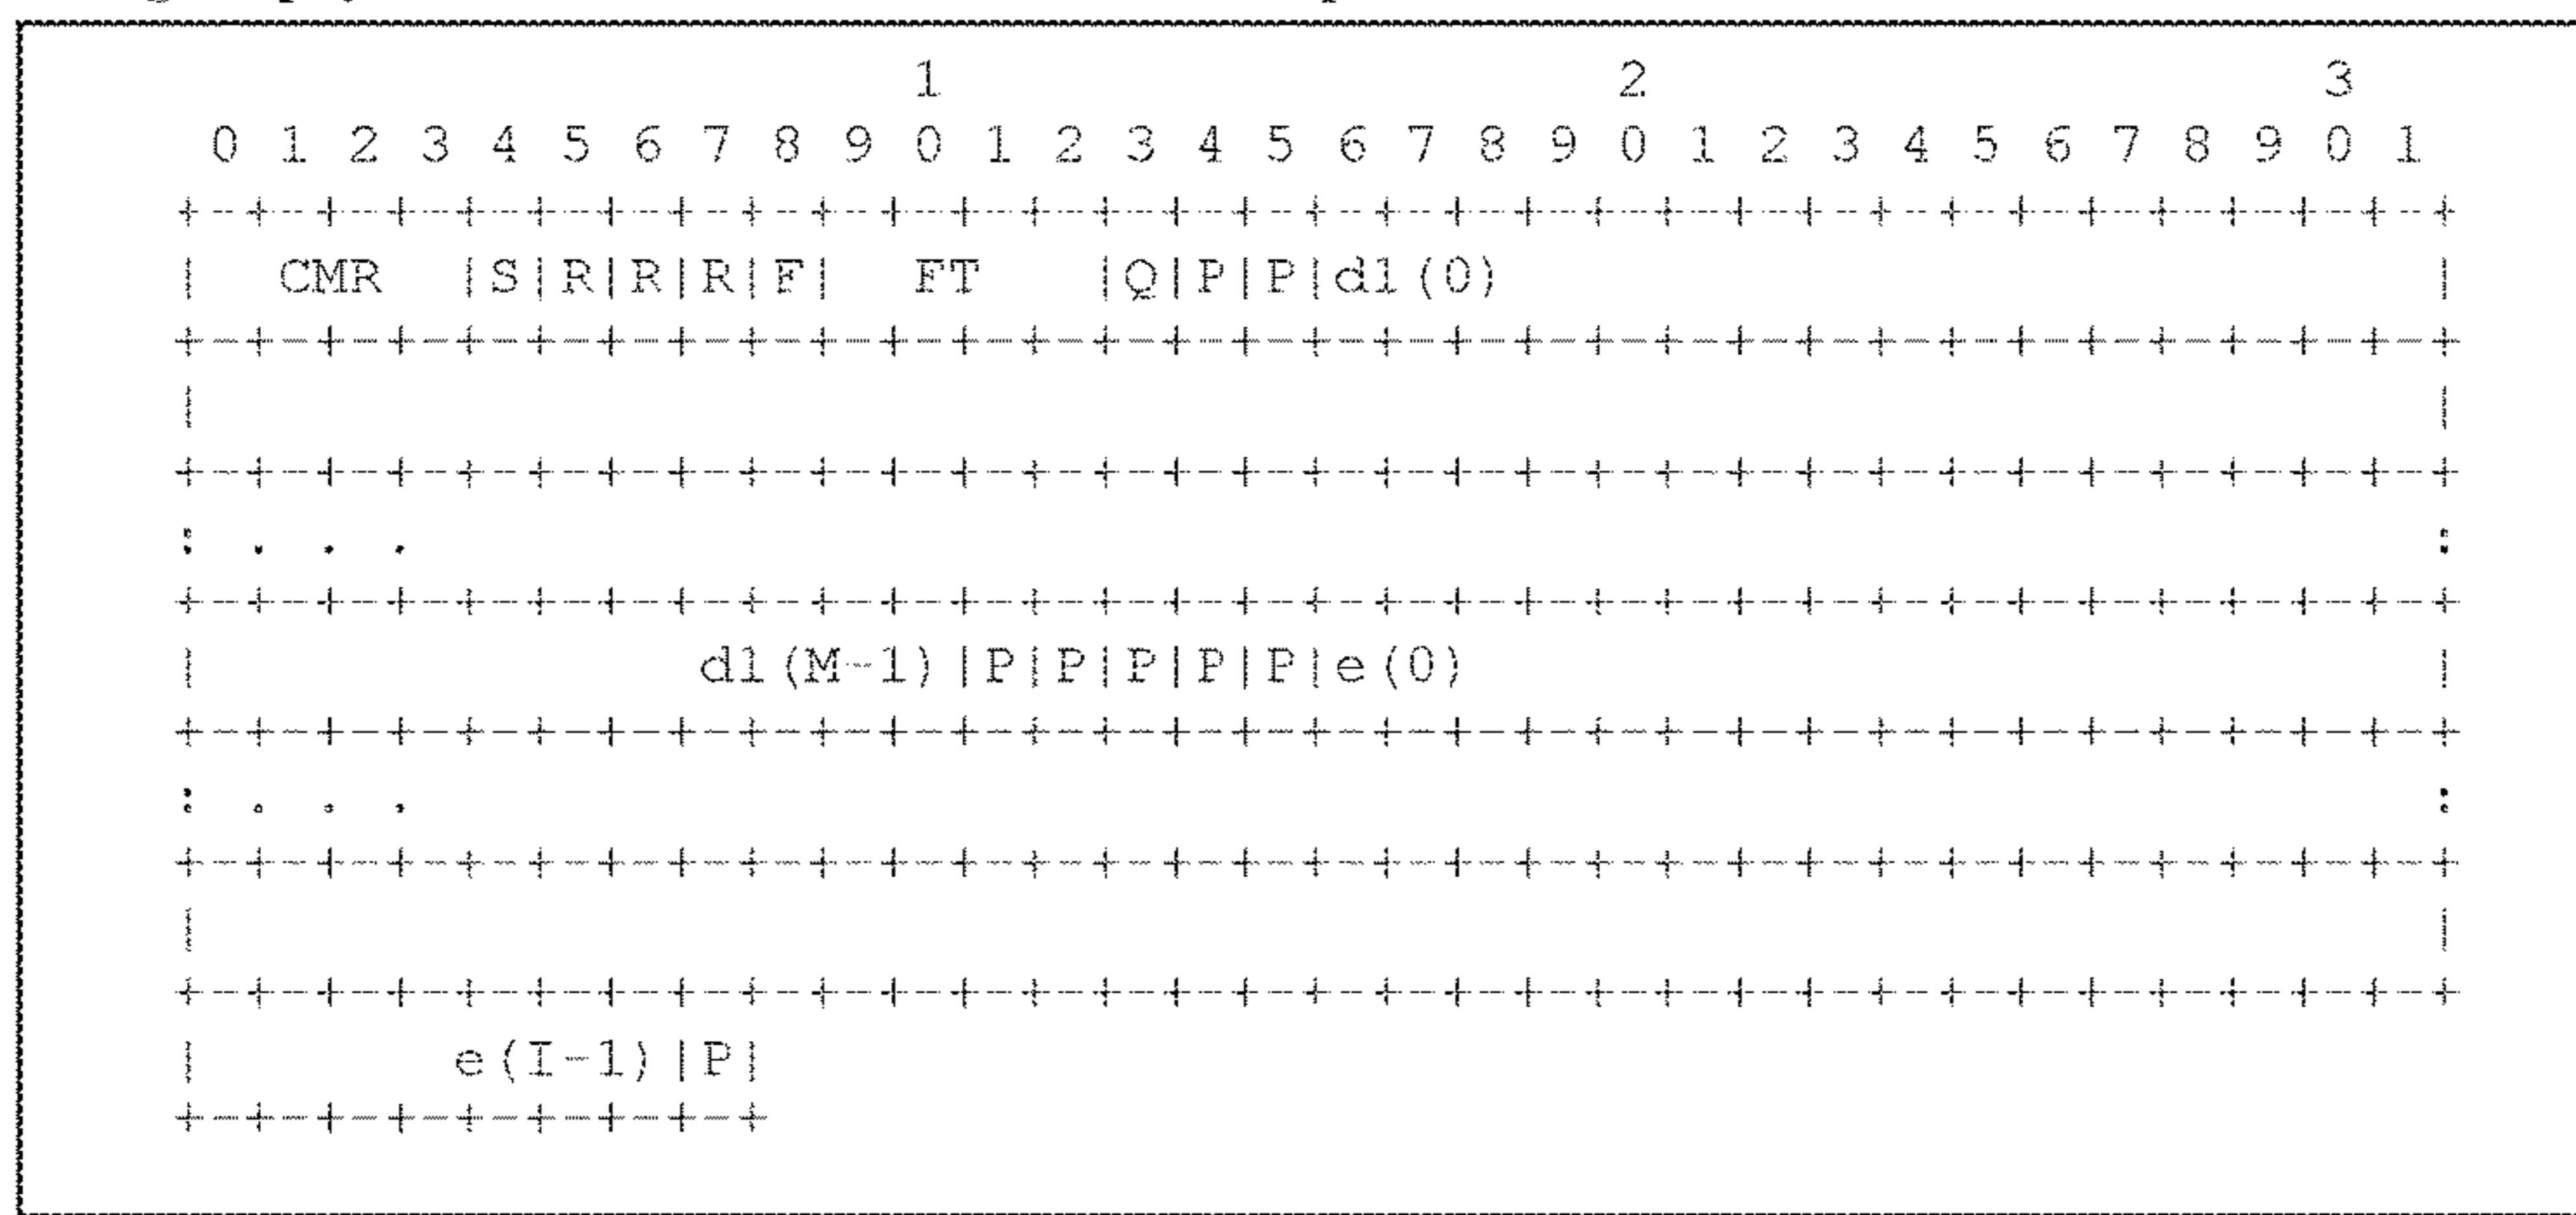 1 2 3
0 1 2 3 4 5 6 7 8 9 0 1 2 3 4 5 6 7 8 9 0 1 2 3 4 5 6 7 8 9 0 1
+--+--+--+--+--+--+--+--+--+--+--+--+--+--+--+--+--+--+--+--+--+--+--+--+--+--+--+--+--+--+--+--+
| CMR |S|R|R|R|F| FT |Q|P|P|d1(0) |
+-+-+-+-+-+-+-+-+-+-+-+-+-+-+-+-+-+-+-+-+-+-+-+-+-+-+-+-+-+-+-+-+
| |
+-+-+-+-+-+-+-+-+-+-+-+-+-+-+-+-+-+-+-+-+-+-+-+-+-+-+-+-+-+-+-+-+
: . . . :
+-+-+-+-+-+-+-+-+-+-+-+-+-+-+-+-+-+-+-+-+-+-+-+-+-+-+-+-+-+-+-+-+
| d1(M-1)|P|P|P|P|P|e(0) |
+-+-+-+-+-+-+-+-+-+-+-+-+-+-+-+-+-+-+-+-+-+-+-+-+-+-+-+-+-+-+-+-+
: . . . :
+-+-+-+-+-+-+-+-+-+-+-+-+-+-+-+-+-+-+-+-+-+-+-+-+-+-+-+-+-+-+-+-+
| |
+-+-+-+-+-+-+-+-+-+-+-+-+-+-+-+-+-+-+-+-+-+-+-+-+-+-+-+-+-+-+-+-+
| e(I-1)|P|
+-+-+-+-+-+-+-+-+